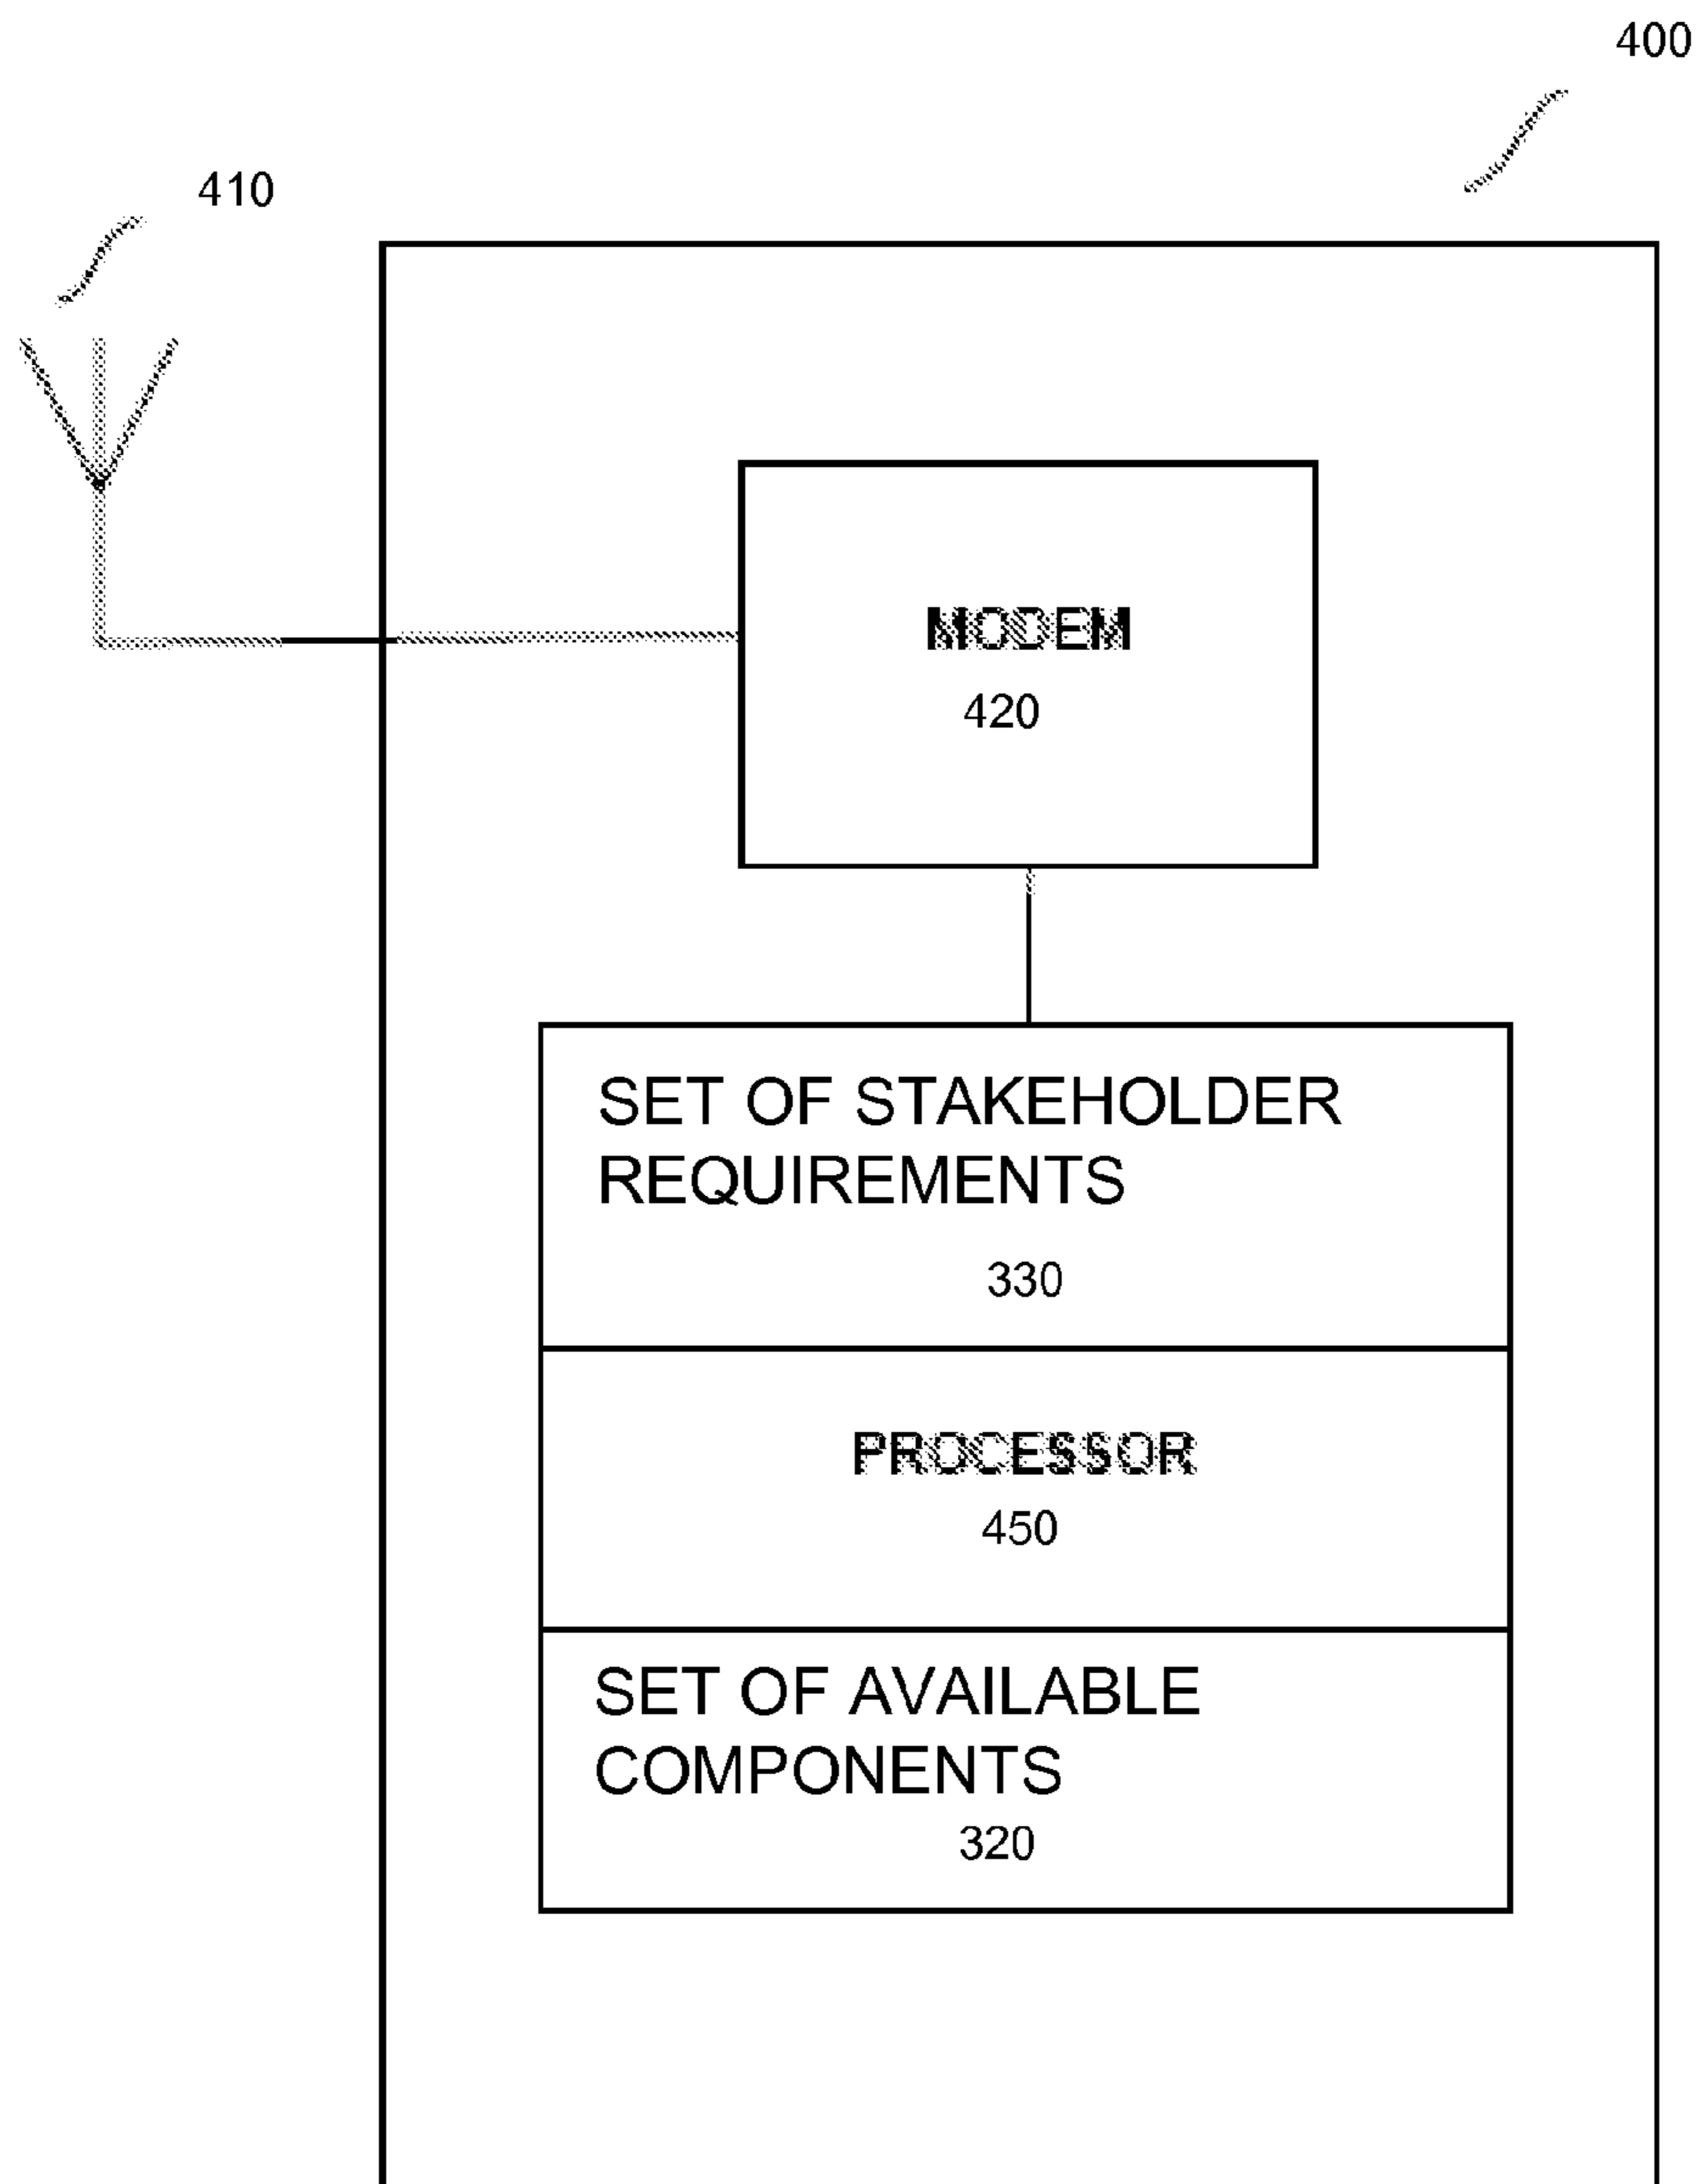 400
410
MODEM
420
SET OF STAKEHOLDER
REQUIREMENTS
330
PROCESSOR
450
SET OF AVAILABLE
COMPONENTS
320